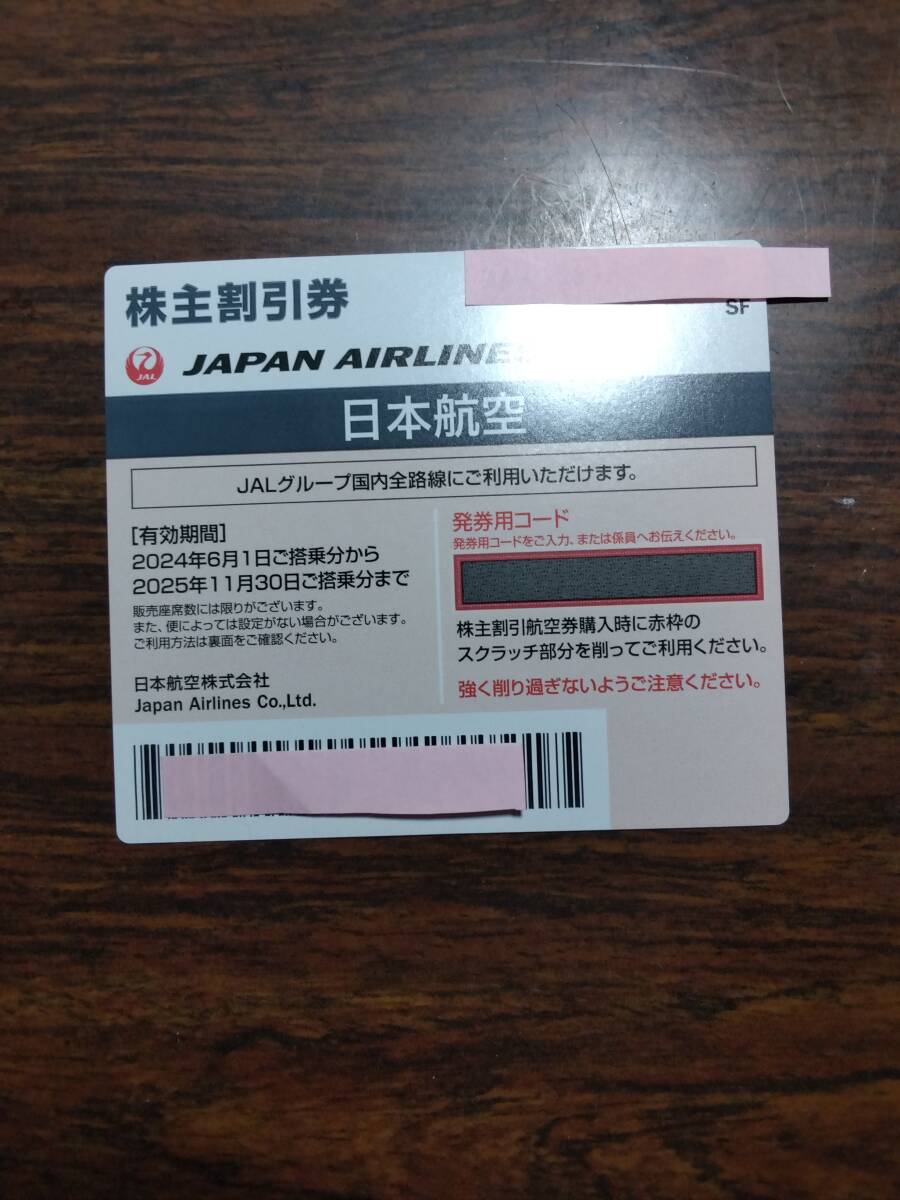 株主割引券
SF
JAL
JAPAN AIRLINE
日本航空
JALグループ国内全路線にご利用いただけます。
[有効期間]
2024年6月1日ご搭乗分から
2025年11月30日ご搭乗分まで
販売座席数には限りがございます。
また、便によっては設定がない場合がございます。
ご利用方法は裏面をご確認ください。
日本航空株式会社
Japan Airlines Co.,Ltd.
発券用コード
発券用コードをご入力、または係員へお伝えください。
株主割引航空券購入時に赤枠の
スクラッチ部分を削ってご利用ください。
強く削り過ぎないようご注意ください。